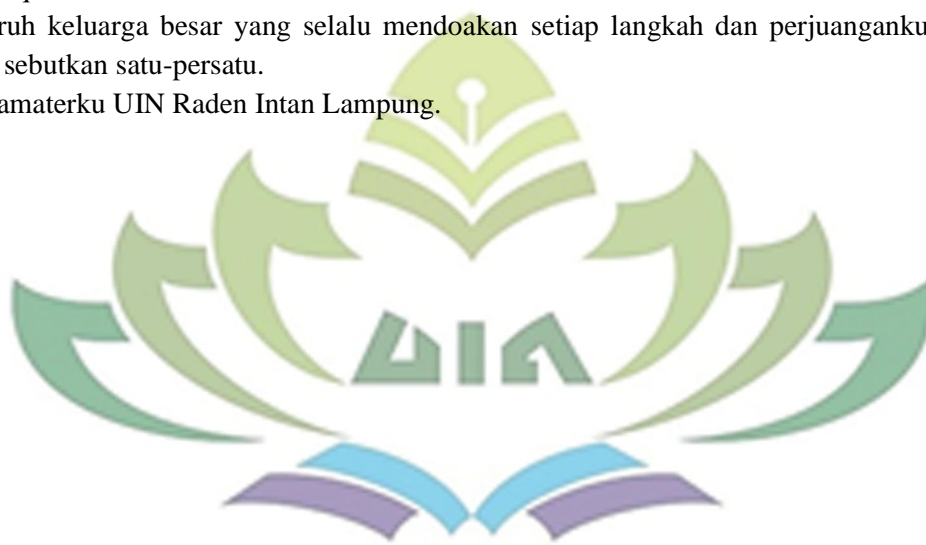 ruh keluarga besar yang selalu mendoakan setiap langkah dan perjuanganku
sebutkan satu-persatu.
amaterku UIN Raden Intan Lampung.
UIN